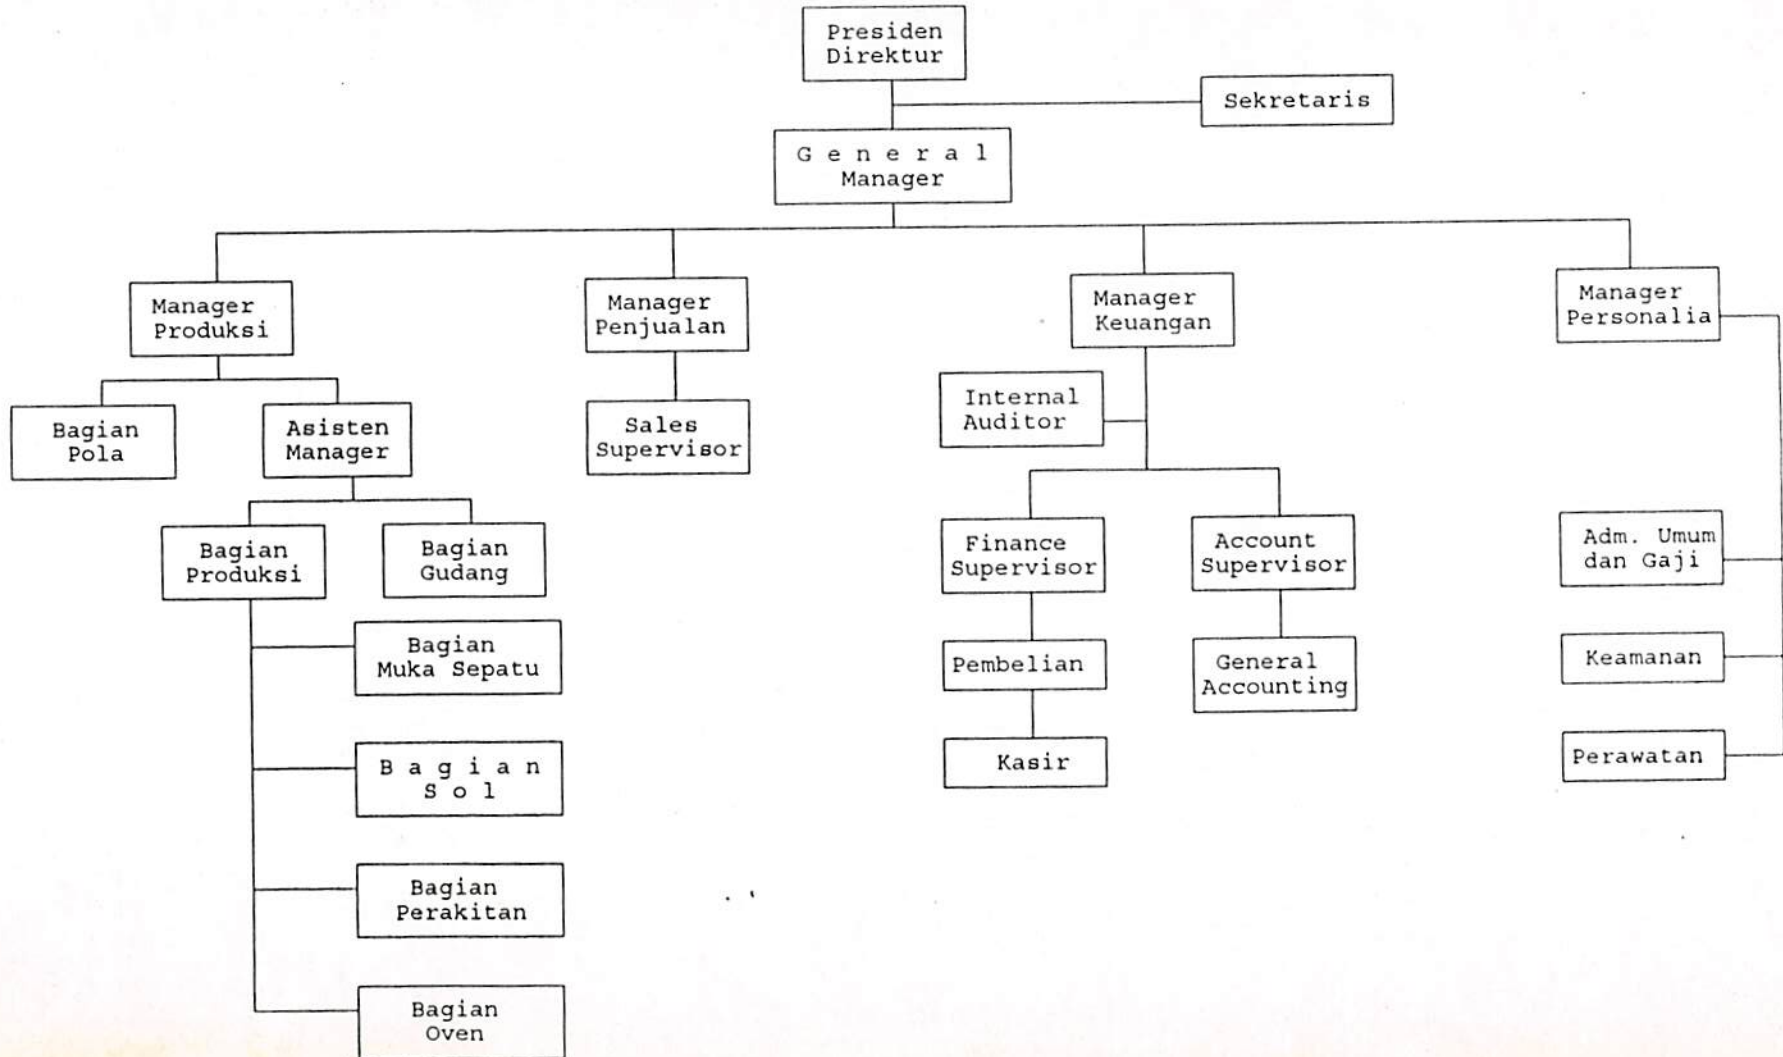 Presiden
Direktur
Sekretaris
G e n e r a l
Manager
Manager
Produksi
Manager
Penjualan
Manager
Keuangan
Manager
Personalia
Bagian
Pola
Asisten
Manager
Sales
Supervisor
Internal
Auditor
Bagian
Produksi
Bagian
Gudang
Finance
Supervisor
Account
Supervisor
Adm. Umum
dan Gaji
Bagian
Muka Sepatu
Pembelian
General
Accounting
Keamanan
B a g i a n
S o l
Kasir
Perawatan
Bagian
Perakitan
Bagian
Oven